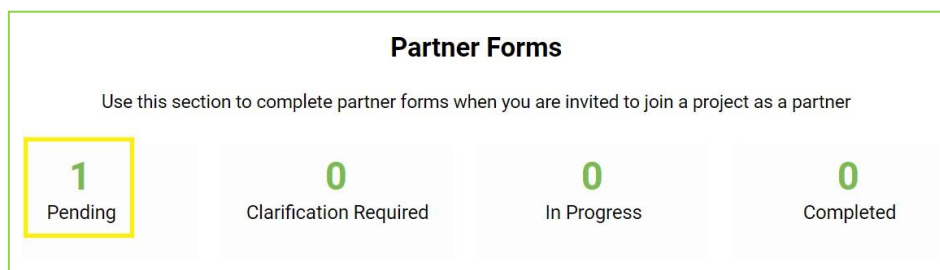 Partner Forms
Use this section to complete partner forms when you are invited to join a project as a partner
1
Pending
0
Clarification Required
0
In Progress
0
Completed